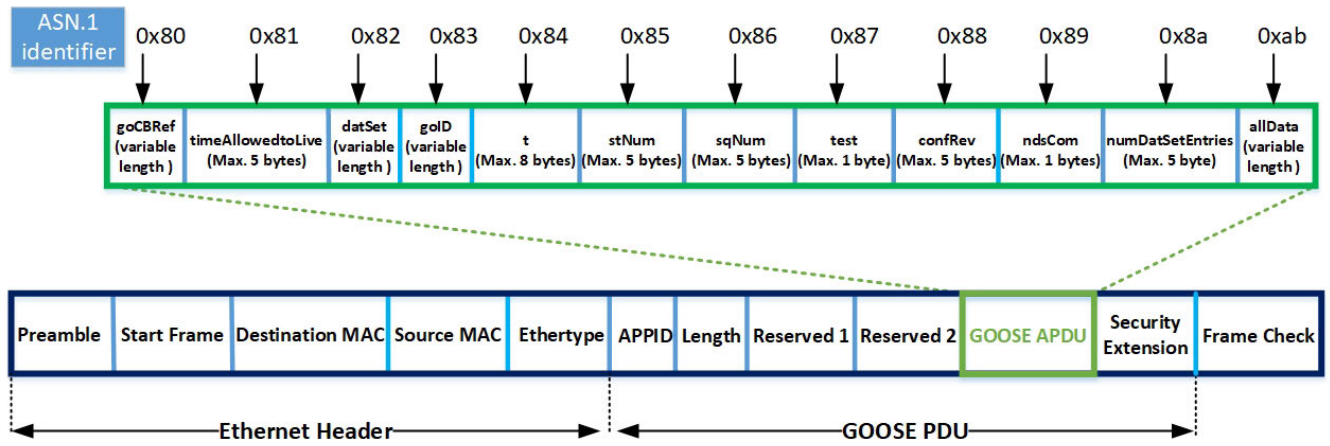 ASN.1
identifier
0x80 0x81 0x82 0x83 0x84 0x85 0x86 0x87 0x88 0x89 0x8a 0xab
goCBRef
(variable
length )
timeAllowedtoLive
(Max. 5 bytes)
datSet
(variable
length )
goID
(variable
length )
t
(Max. 8 bytes)
stNum
(Max. 5 bytes)
sqNum
(Max. 5 bytes)
test
(Max. 1 byte)
confRev
(Max. 5 bytes)
ndsCom
(Max. 1 bytes)
numDatSetEntries
(Max. 5 byte)
allData
(variable
length )
Preamble
Start Frame
Destination MAC
Source MAC
Ethertype
APPID
Length
Reserved 1
Reserved 2
GOOSE APDU
Security
Extension
Frame Check
Ethernet Header
GOOSE PDU